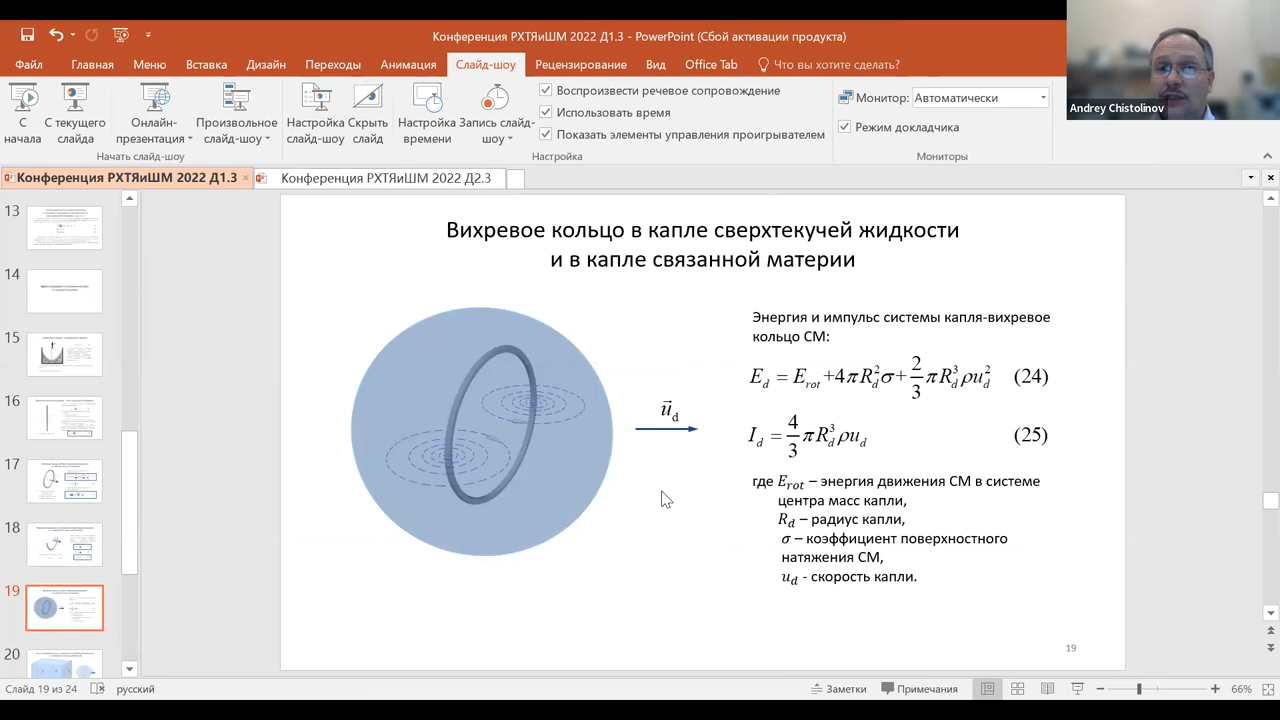 Конференция РХТЯиШМ 2022 Д1.3 - PowerPoint (Сбой активации продукта)
Файл Главная Меню Вставка Дизайн Переходы Анимация Слайд-шоу Рецензирование Вид Office Tab Что вы хотите сделать?
С начала
С текущего слайда
Онлайн-презентация
Произвольное слайд-шоу
Начать слайд-шоу
Настройка слайд-шоу
Скрыть слайд
Настройка времени
Запись слайд-шоу
Воспроизвести речевое сопровождение
Использовать время
Показать элементы управления проигрывателем
Настройка
Монитор: Автоматически
Режим докладчика
Мониторы
Andrey Chistolinov
Конференция РХТЯиШМ 2022 Д1.3 Конференция РХТЯиШМ 2022 Д2.3
13
14
15
16
17
18
19
20
Вихревое кольцо в капле сверхтекучей жидкости
и в капле связанной материи
u⃗_d
Энергия и импульс системы капля-вихревое
кольцо СМ:
E_d = E_rot +4πR_d^2 σ+ 2/3 πR_d^3 ρu_d^2 (24)
I_d = 4/3 πR_d^3 ρu_d (25)
где E_rot – энергия движения СМ в системе
центра масс капли,
R_d – радиус капли,
σ – коэффициент поверхностного
натяжения СМ,
u_d - скорость капли.
19
Слайд 19 из 24 русский Заметки Примечания 66%